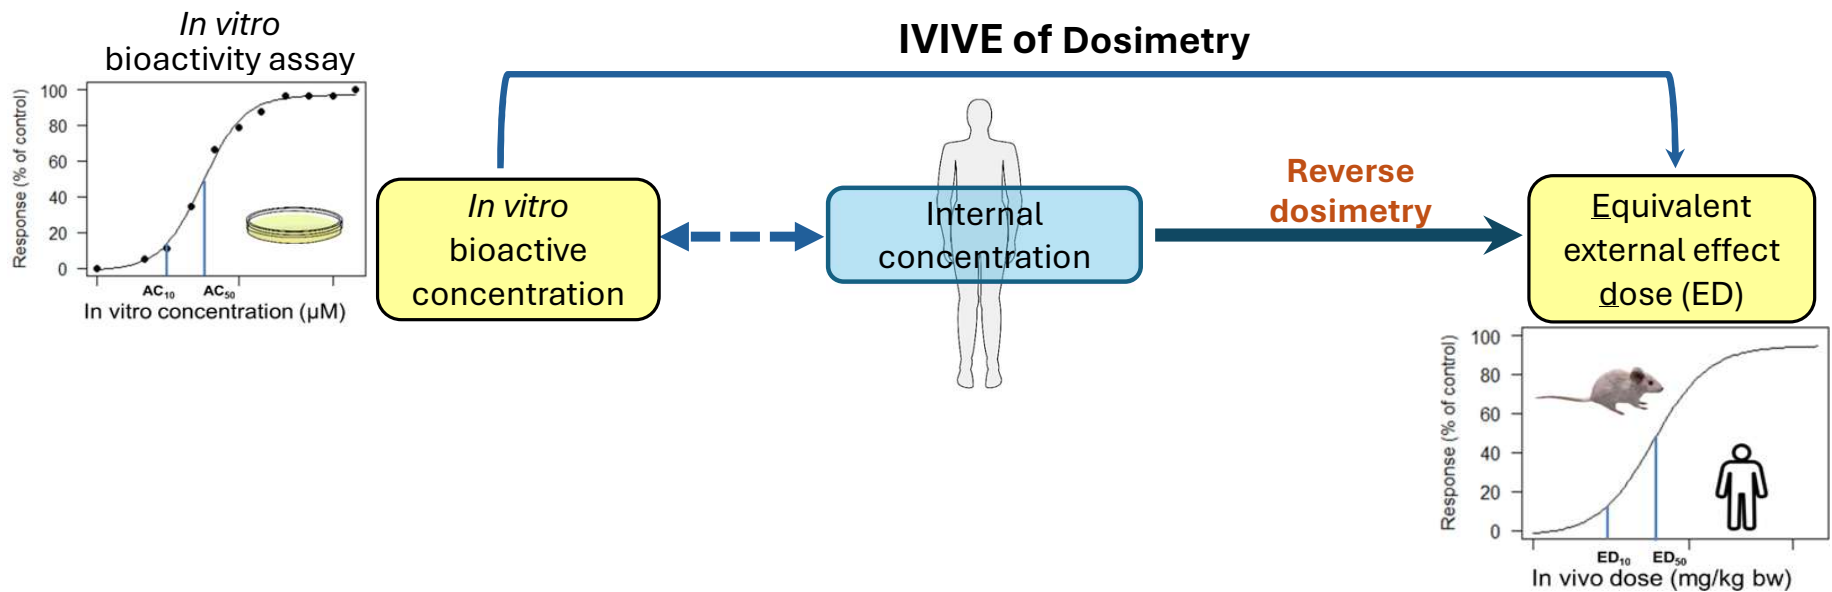 In vitro
bioactivity assay
Response (% of control)
100
80
60
40
20
0
AC10 AC50
In vitro concentration (µM)
IVIVE of Dosimetry
In vitro
bioactive
concentration
Internal
concentration
Reverse
dosimetry
Equivalent
external effect
dose (ED)
Response (% of control)
100
80
60
40
20
0
ED10 ED50
In vivo dose (mg/kg bw)